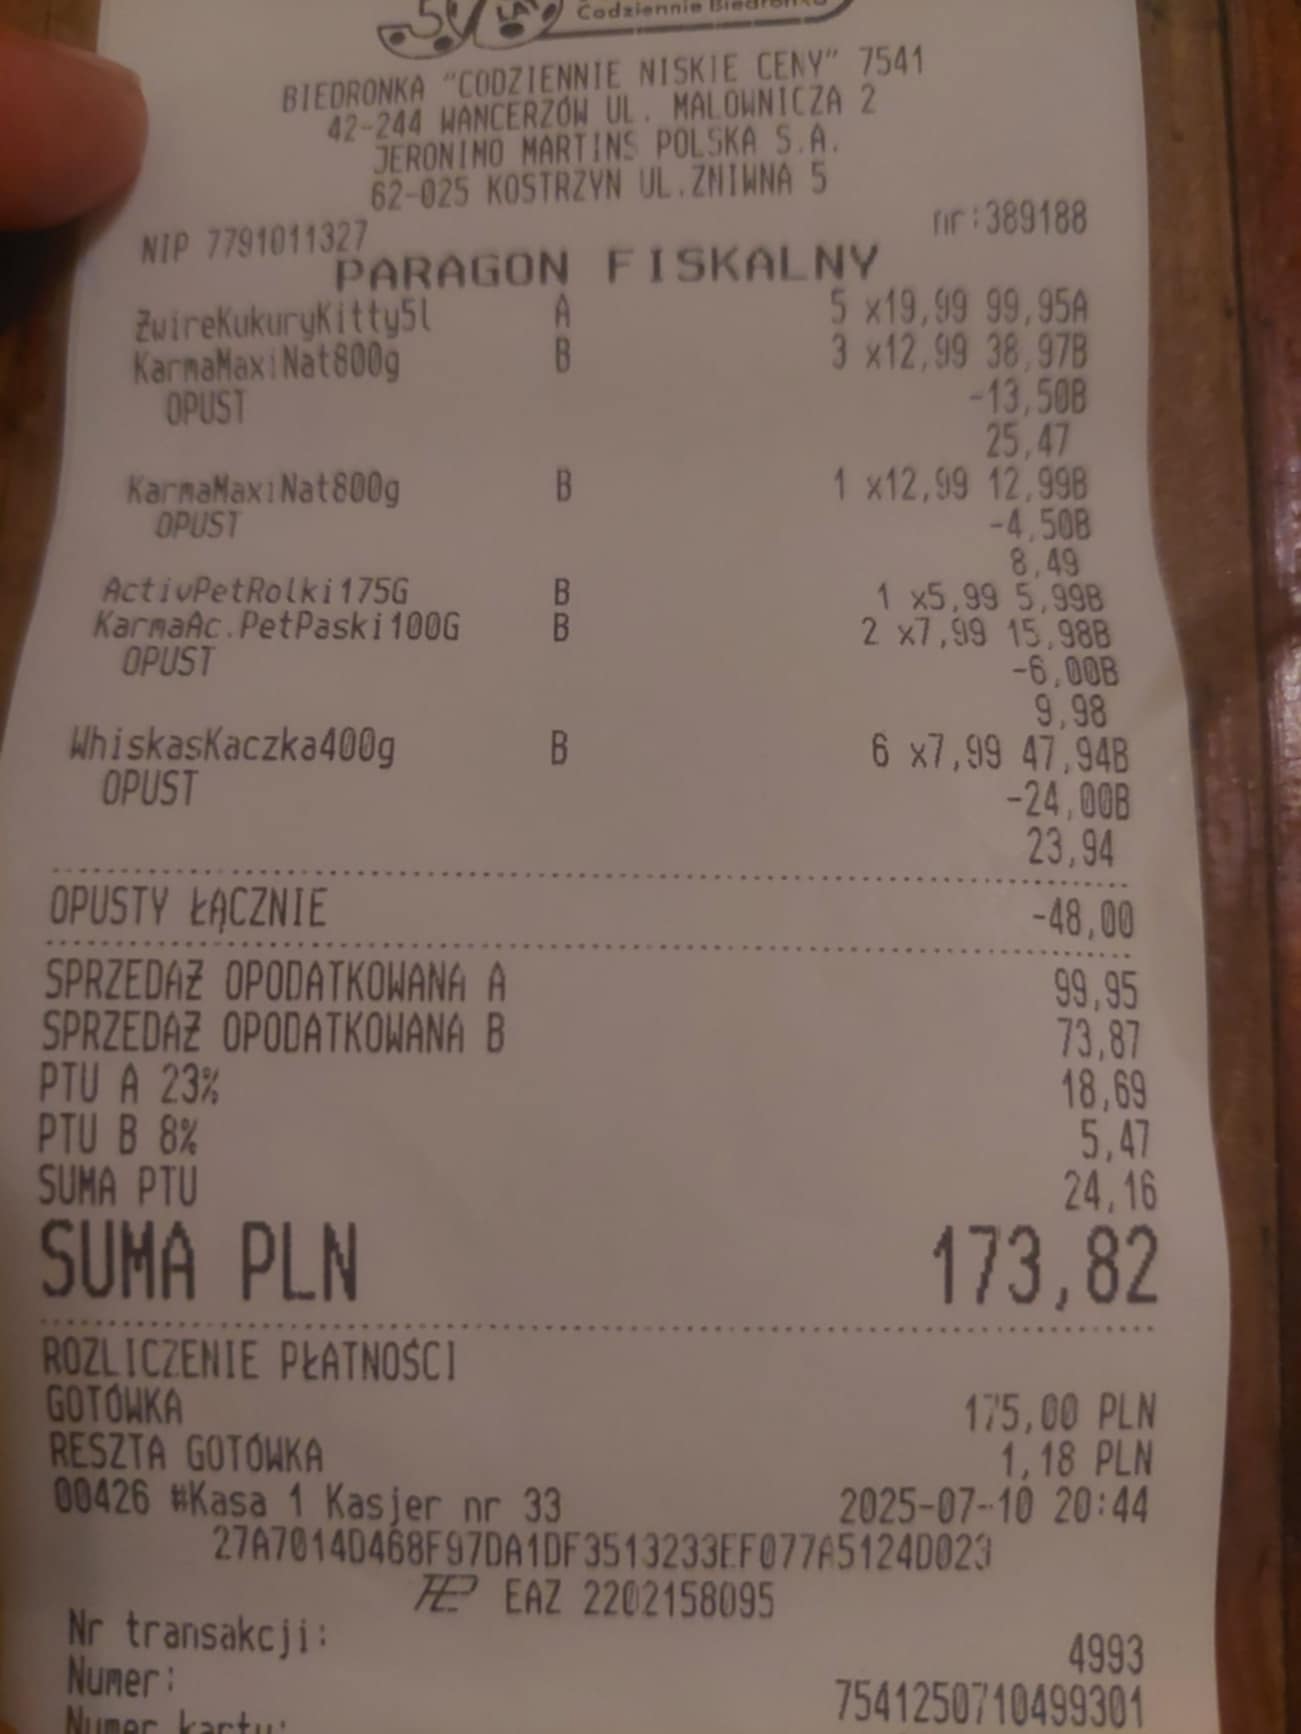 Codziennie Biedronka
BIEDRONKA "CODZIENNIE NISKIE CENY" 7541
42-244 WANCERZÓW UL. MALOWNICZA 2
JERONIMO MARTINS POLSKA S.A.
62-025 KOSTRZYN UL.ZNIWNA 5
NIP 7791011327 nr:389188
PARAGON FISKALNY
ŻwireKukuryKitty5l A 5 x19,99 99,95A
KarmaMaxiNat800g B 3 x12,99 38,97B
OPUST -13,50B
25,47
KarmaMaxiNat800g B 1 x12,99 12,99B
OPUST -4,50B
8,49
ActivPetRolki175G B 1 x5,99 5,99B
KarmaAc.PetPaski100G B 2 x7,99 15,98B
OPUST -6,00B
9,98
WhiskasKaczka400g B 6 x7,99 47,94B
OPUST -24,00B
23,94
OPUSTY ŁĄCZNIE -48,00
SPRZEDAŻ OPODATKOWANA A 99,95
SPRZEDAŻ OPODATKOWANA B 73,87
PTU A 23% 18,69
PTU B 8% 5,47
SUMA PTU 24,16
SUMA PLN 173,82
ROZLICZENIE PŁATNOŚCI
GOTÓWKA 175,00 PLN
RESZTA GOTÓWKA 1,18 PLN
00426 #Kasa 1 Kasjer nr 33 2025-07-10 20:44
27A7014D468F97DA1DF3513233EF077A5124D023
EAZ 2202158095
Nr transakcji: 4993
Numer: 7541250710499301
Numer karty: